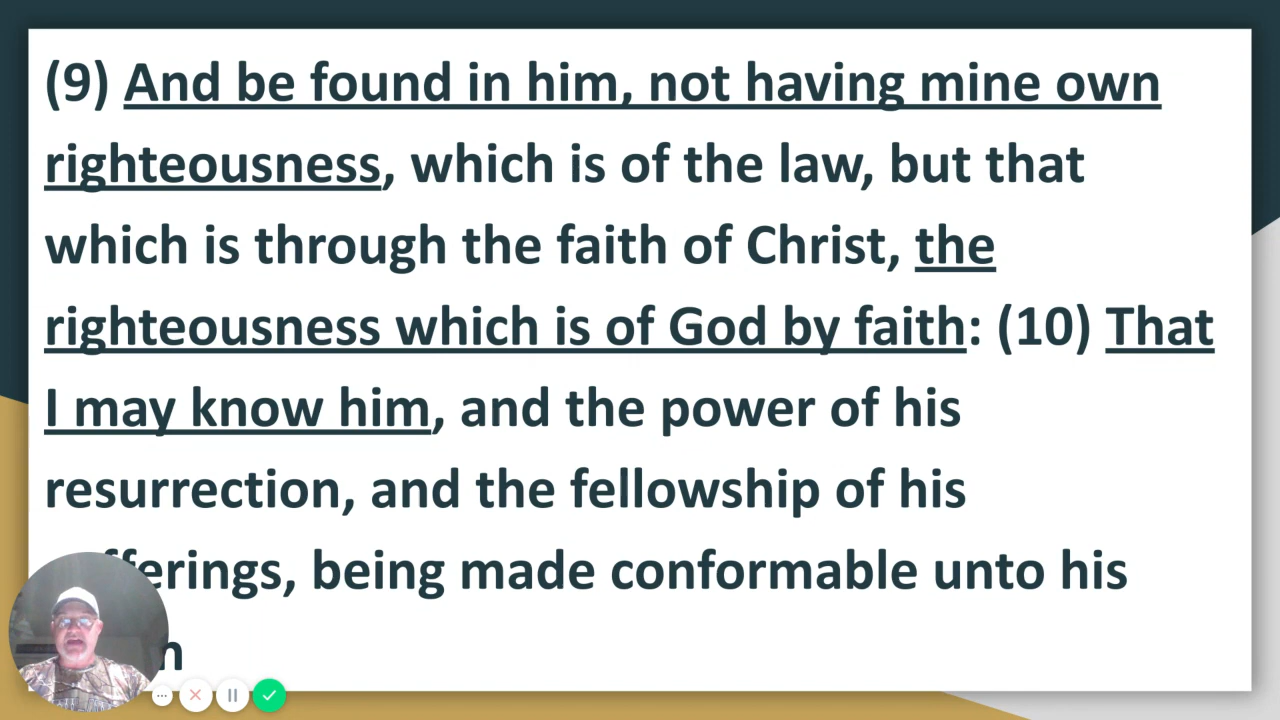 (9) And be found in him, not having mine own
righteousness, which is of the law, but that
which is through the faith of Christ, the
righteousness which is of God by faith: (10) That
I may know him, and the power of his
resurrection, and the fellowship of his
being made conformable unto his